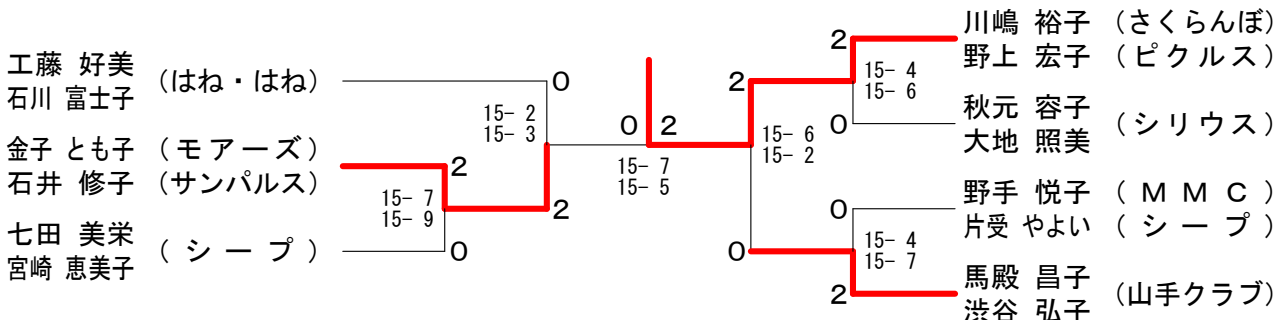 工藤 好美
石川 富士子
(はね・はね)
金子 とも子 (モアーズ)
石井 修子 (サンパルス)
七田 美栄
宮崎 恵美子
(シープ)
0
15- 2
15- 3
2
15- 7
15- 9
2
0
0 2
15- 7
15- 5
2
15- 6
15- 2
0
2
15- 4
15- 6
0
0
15- 4
15- 7
2
川嶋 裕子 (さくらんぼ)
野上 宏子 (ピクルス)
秋元 容子
大地 照美
(シリウス)
野手 悦子 (MMC)
片受 やよい (シープ)
馬殿 昌子
渋谷 弘子
(山手クラブ)